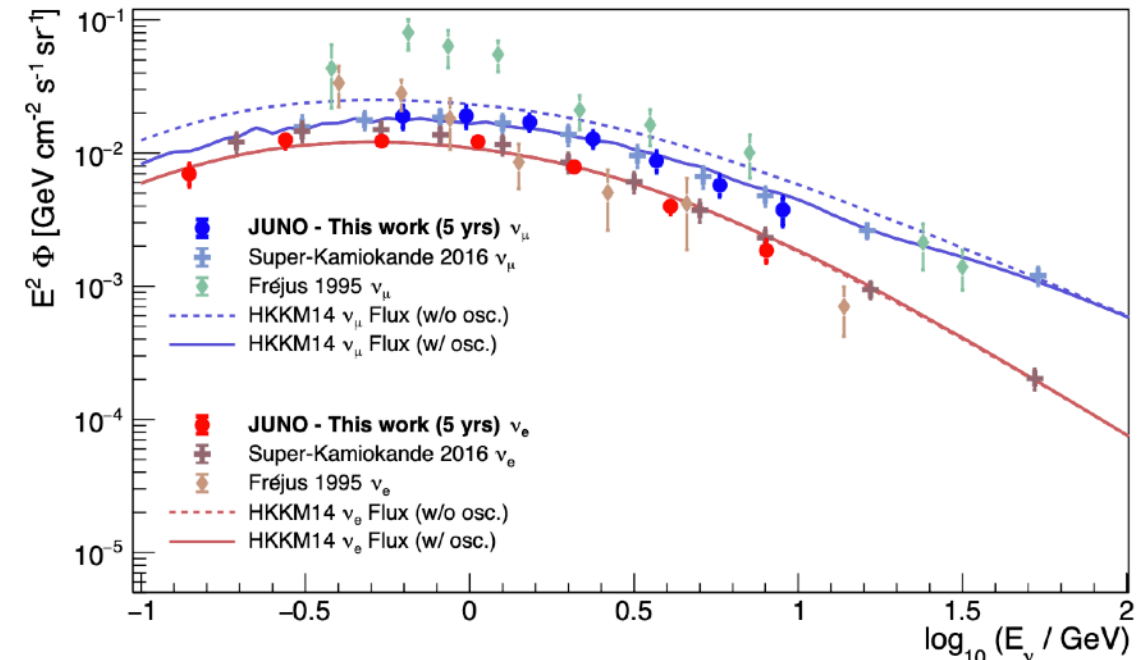 E² Φ [GeV cm⁻² s⁻¹ sr¹]
10⁻¹
10⁻²
10⁻³
10⁻⁴
10⁻⁵
JUNO - This work (5 yrs) νμ
Super-Kamiokande 2016 νμ
Fréjus 1995 νμ
HKKM14 νμ Flux (w/o osc.)
HKKM14 νμ Flux (w/ osc.)
JUNO - This work (5 yrs) νe
Super-Kamiokande 2016 νe
Fréjus 1995 νe
HKKM14 νe Flux (w/o osc.)
HKKM14 νe Flux (w/ osc.)
−1 −0.5 0 0.5 1 1.5 2
log₁₀ (Eν / GeV)